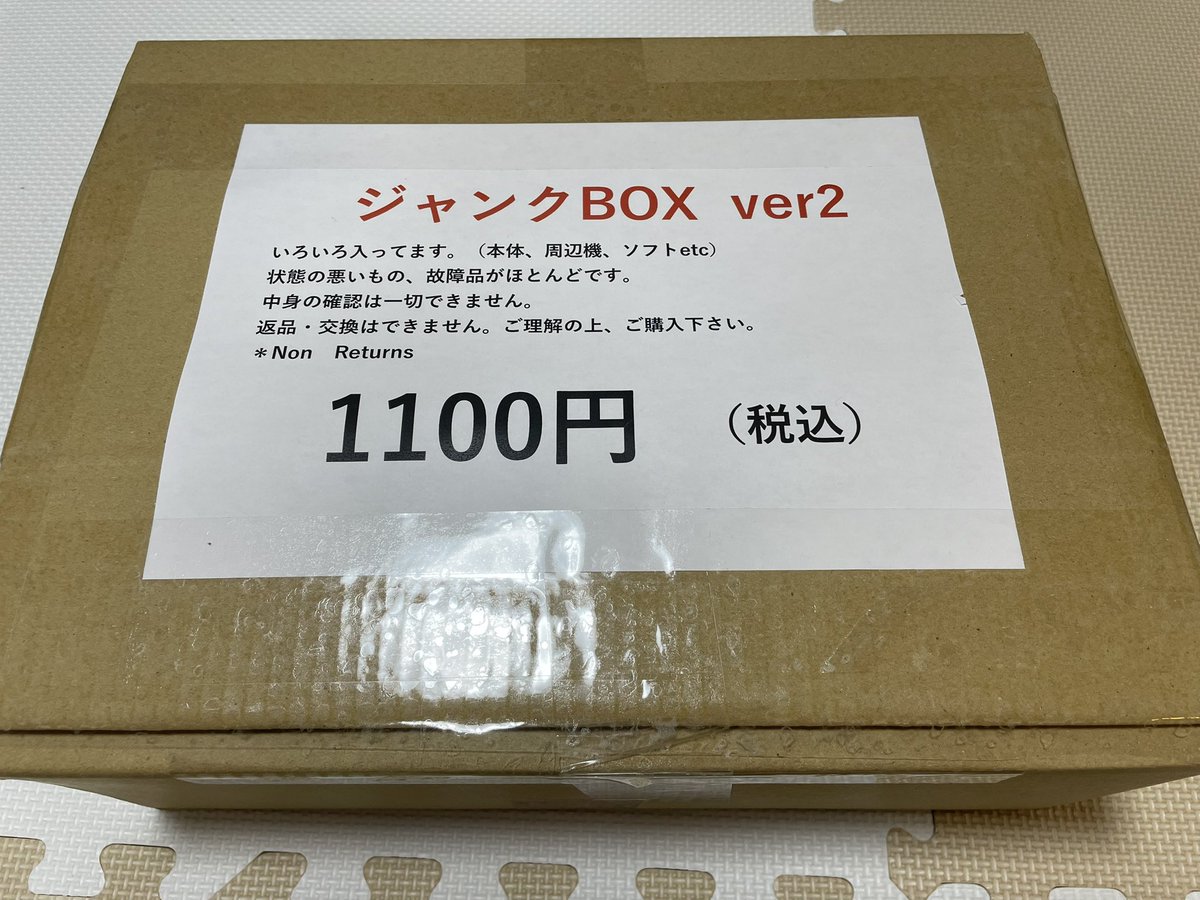 ジャンクBOX ver2
いろいろ入ってます。（本体、周辺機、ソフトetc）
状態の悪いもの、故障品がほとんどです。
中身の確認は一切できません。
返品・交換はできません。ご理解の上、ご購入下さい。
＊Non Returns
1100円 （税込）